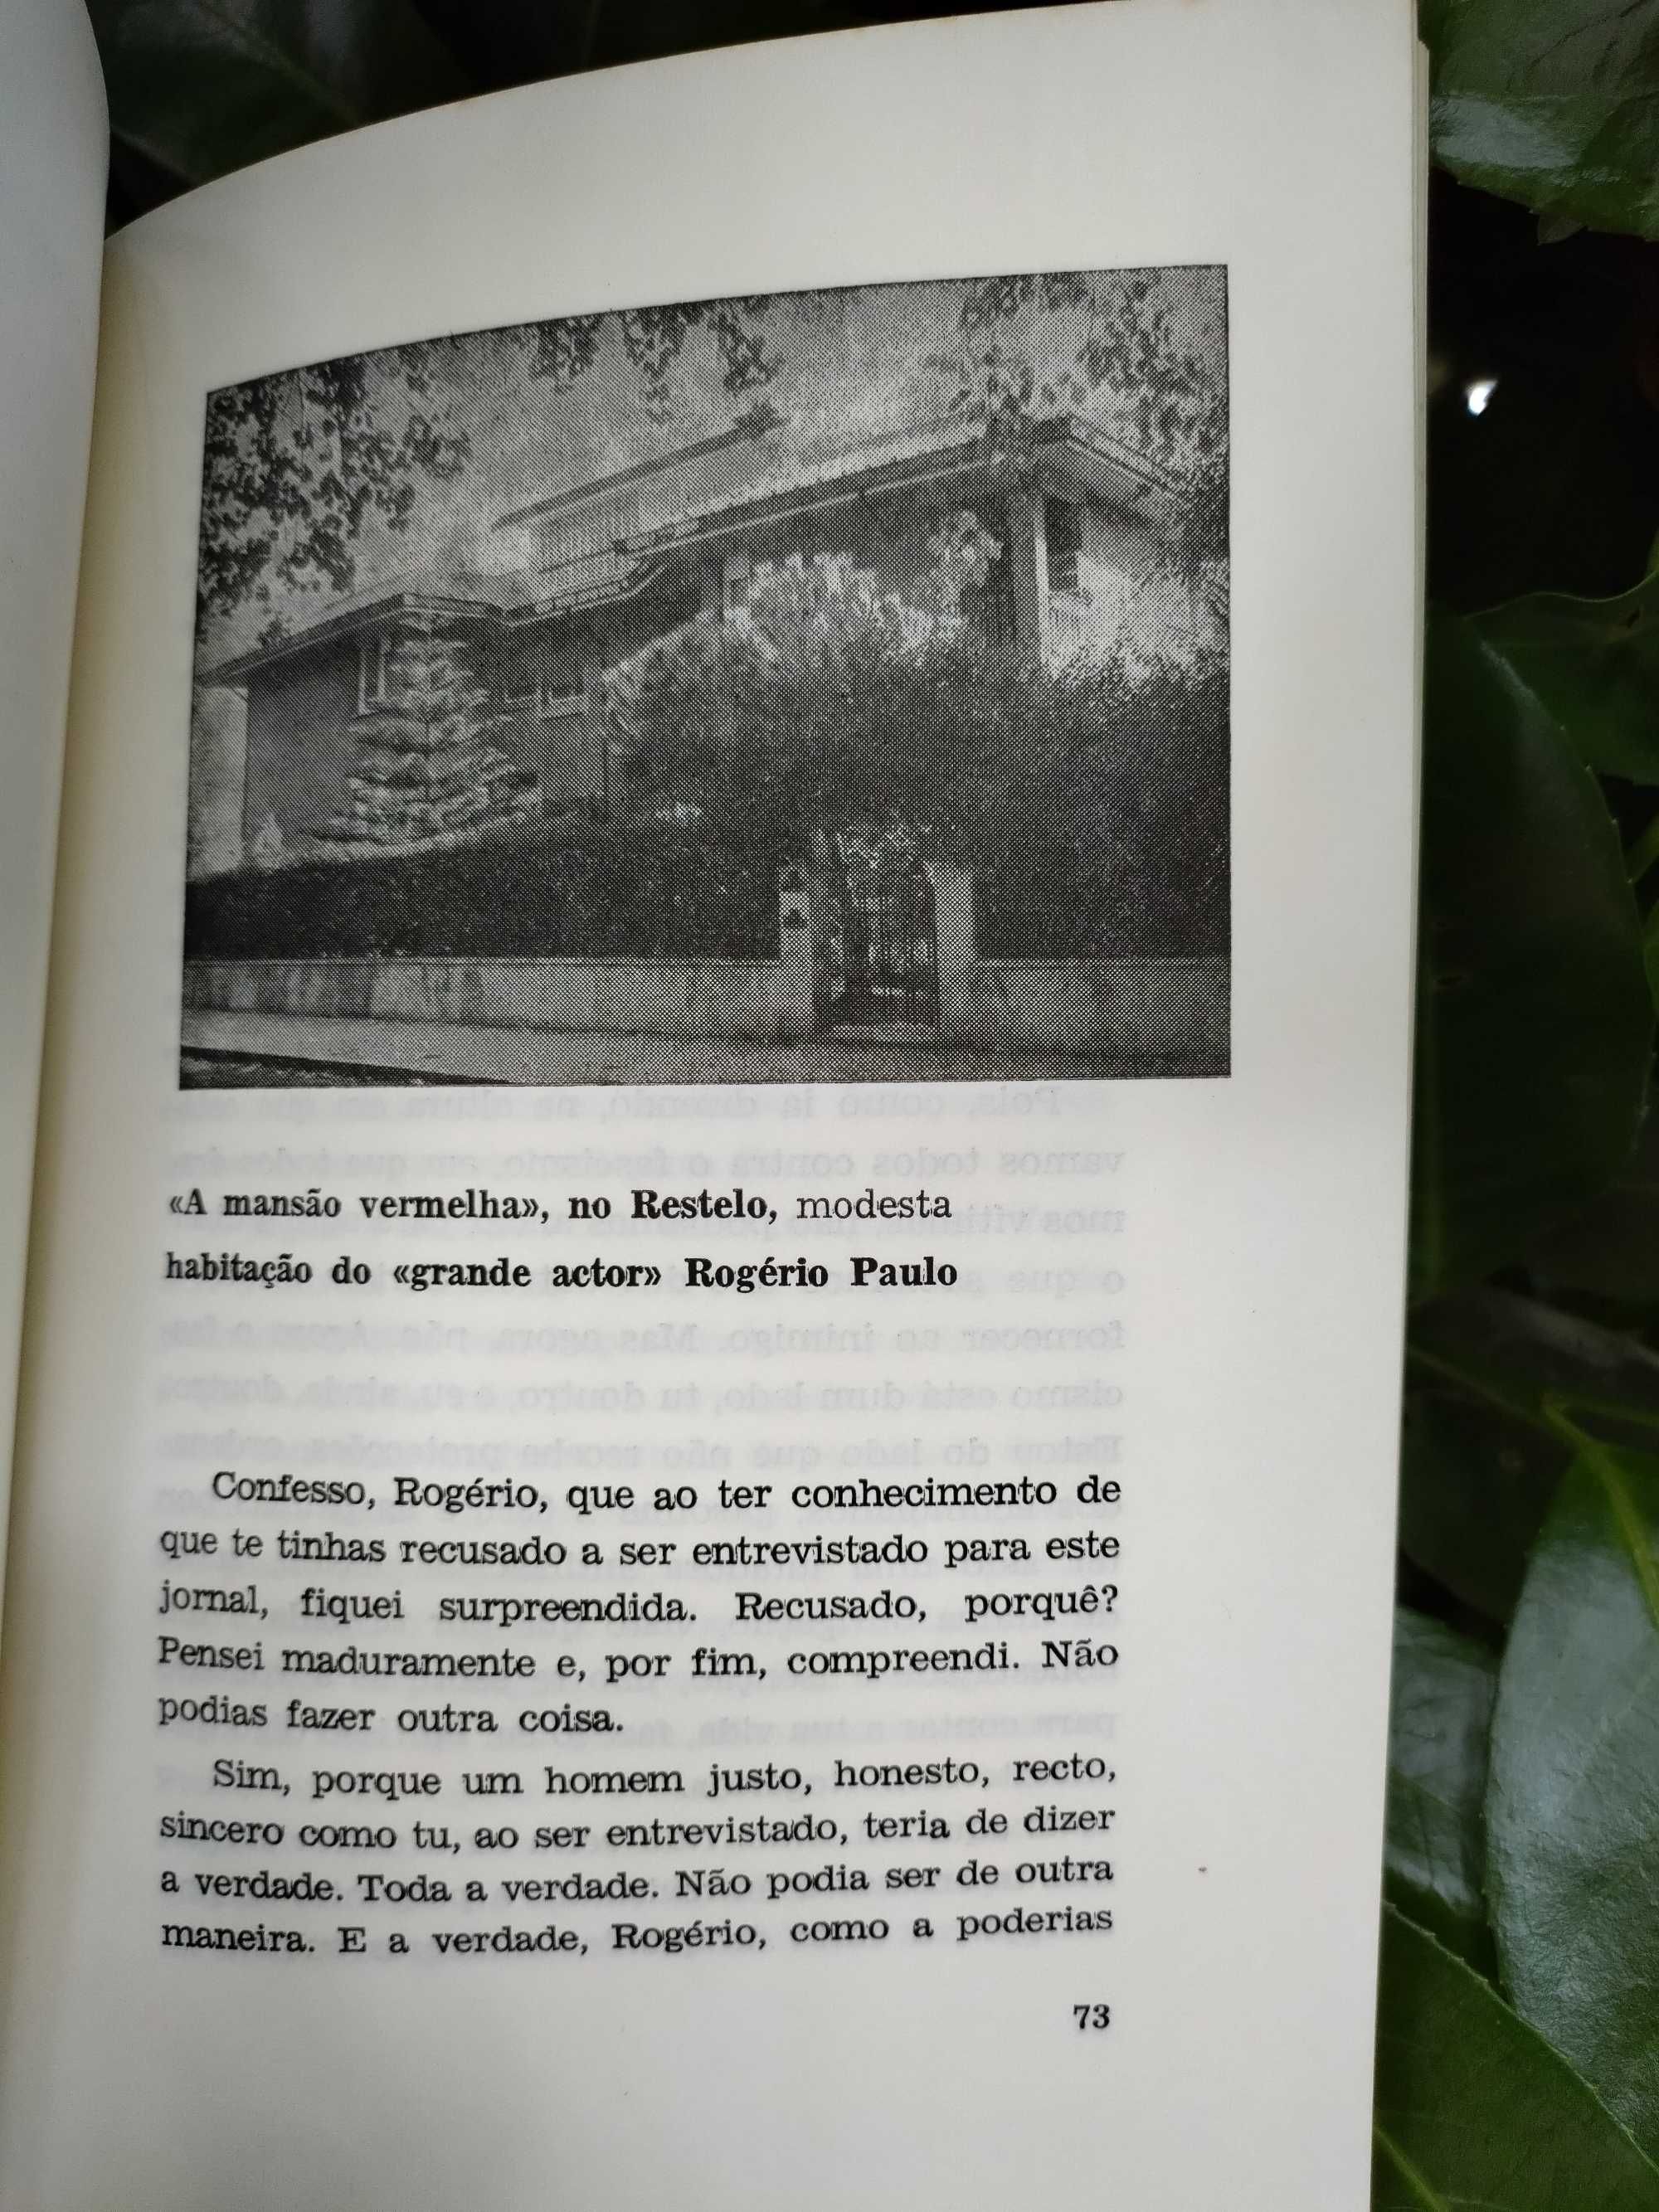 «A mansão vermelha», no Restelo, modesta
habitação do «grande actor» Rogério Paulo
Confesso, Rogério, que ao ter conhecimento de
que te tinhas recusado a ser entrevistado para este
jornal, fiquei surpreendida. Recusado, porquê?
Pensei maduramente e, por fim, compreendi. Não
podias fazer outra coisa.
Sim, porque um homem justo, honesto, recto,
sincero como tu, ao ser entrevistado, teria de dizer
a verdade. Toda a verdade. Não podia ser de outra
maneira. E a verdade, Rogério, como a poderias
73